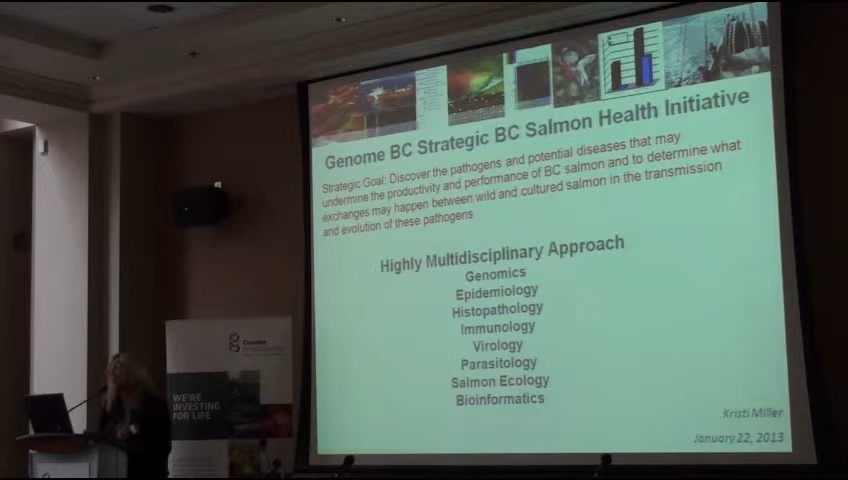 Genome BC Strategic BC Salmon Health Initiative
Strategic Goal: Discover the pathogens and potential diseases that may
undermine the productivity and performance of BC salmon and to determine what
exchanges may happen between wild and cultured salmon in the transmission
and evolution of these pathogens
Highly Multidisciplinary Approach
Genomics
Epidemiology
Histopathology
Immunology
Virology
Parasitology
Salmon Ecology
Bioinformatics
Kristi Miller
January 22, 2013
Genome
WE'RE
INVESTING
FOR LIFE